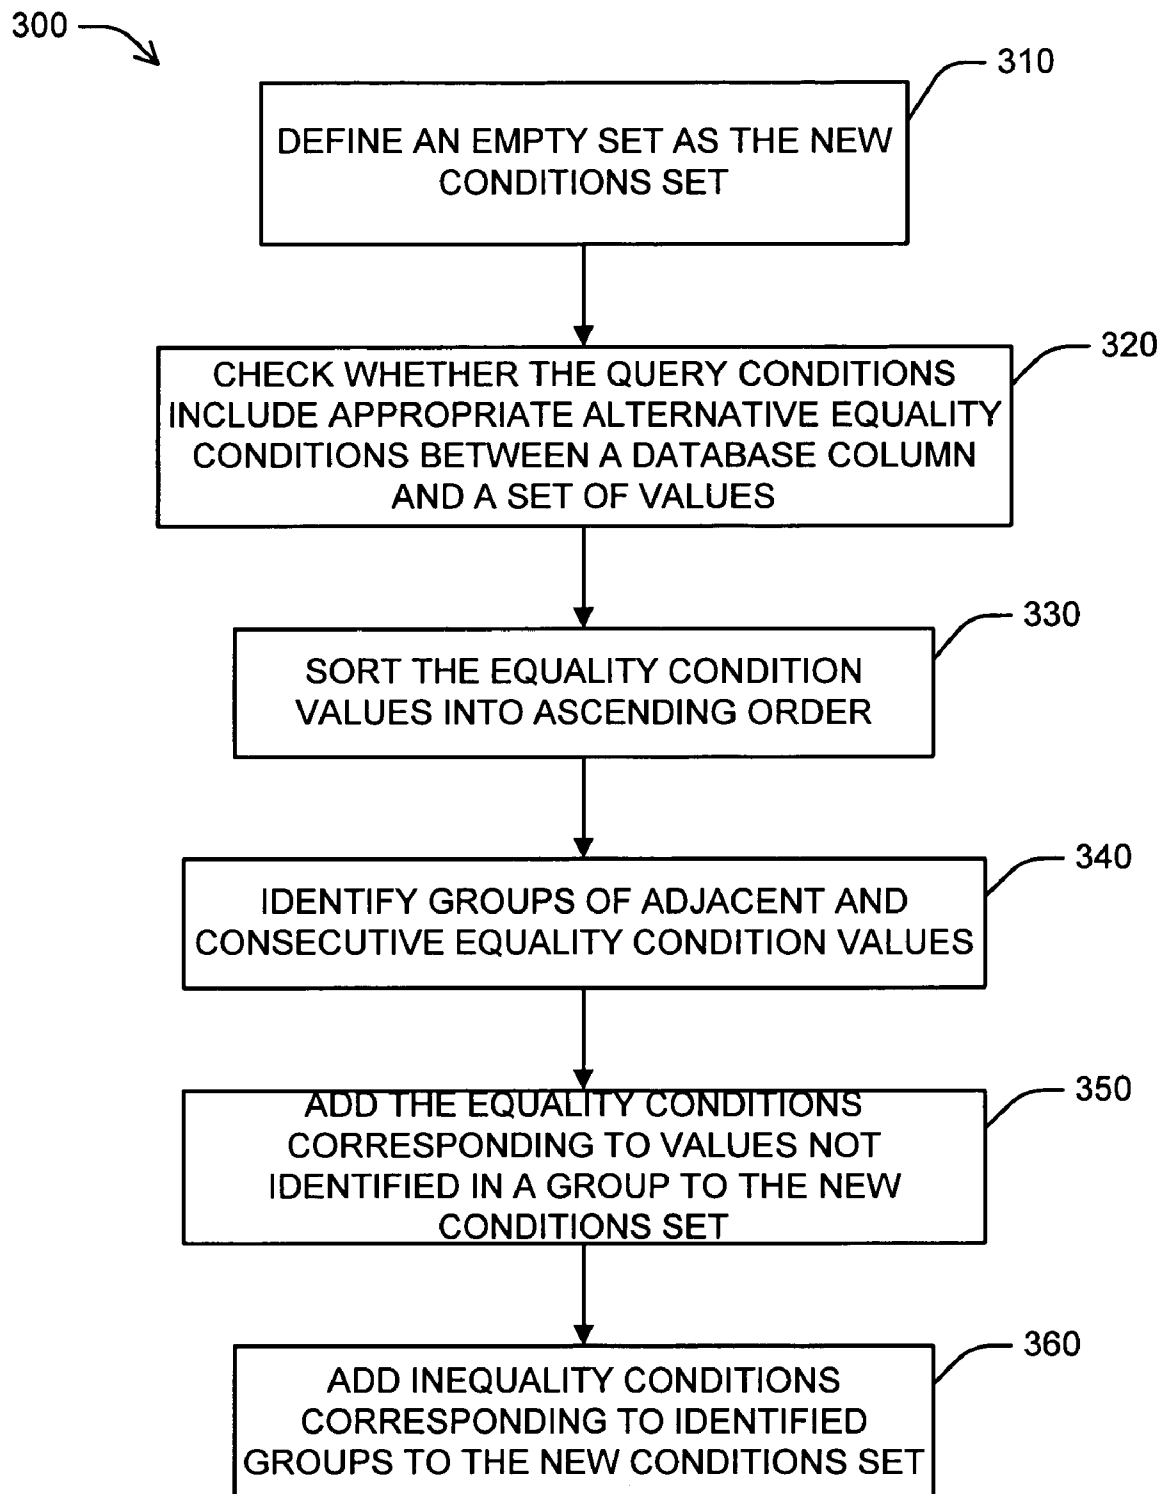 300
310
DEFINE AN EMPTY SET AS THE NEW
CONDITIONS SET
320
CHECK WHETHER THE QUERY CONDITIONS
INCLUDE APPROPRIATE ALTERNATIVE EQUALITY
CONDITIONS BETWEEN A DATABASE COLUMN
AND A SET OF VALUES
330
SORT THE EQUALITY CONDITION
VALUES INTO ASCENDING ORDER
340
IDENTIFY GROUPS OF ADJACENT AND
CONSECUTIVE EQUALITY CONDITION VALUES
350
ADD THE EQUALITY CONDITIONS
CORRESPONDING TO VALUES NOT
IDENTIFIED IN A GROUP TO THE NEW
CONDITIONS SET
360
ADD INEQUALITY CONDITIONS
CORRESPONDING TO IDENTIFIED
GROUPS TO THE NEW CONDITIONS SET